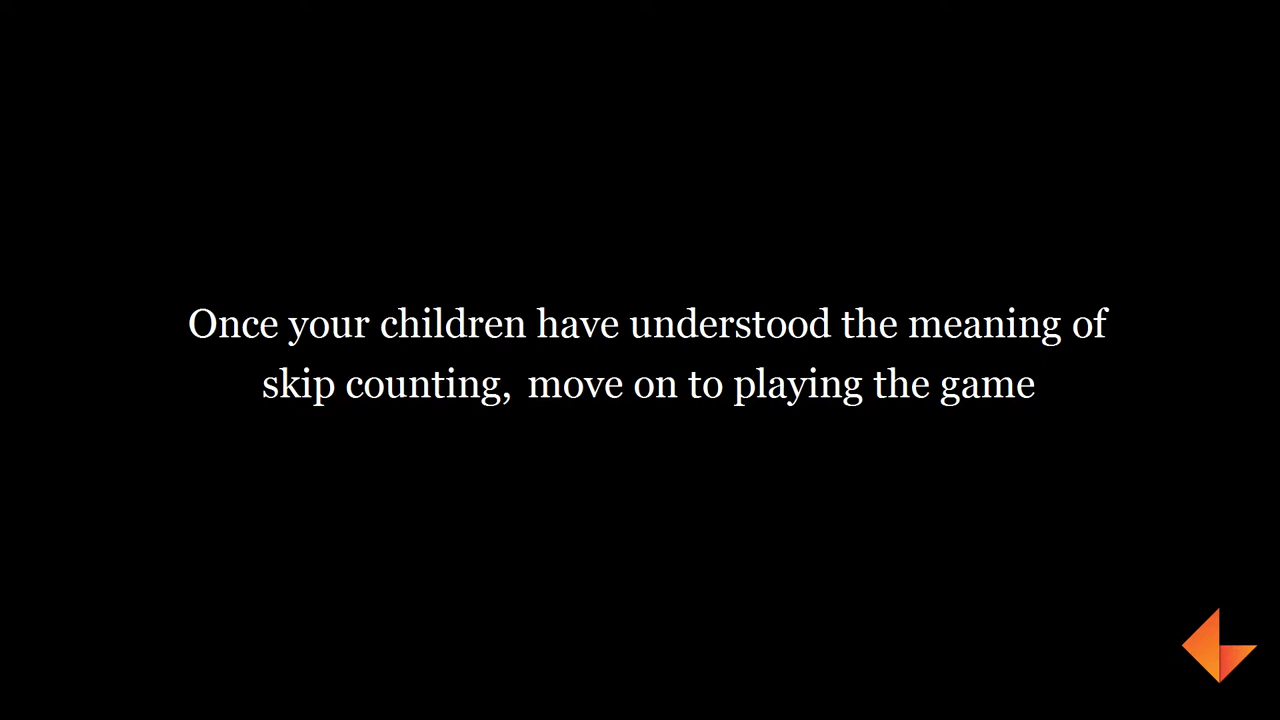 Once your children have understood the meaning of
skip counting, move on to playing the game